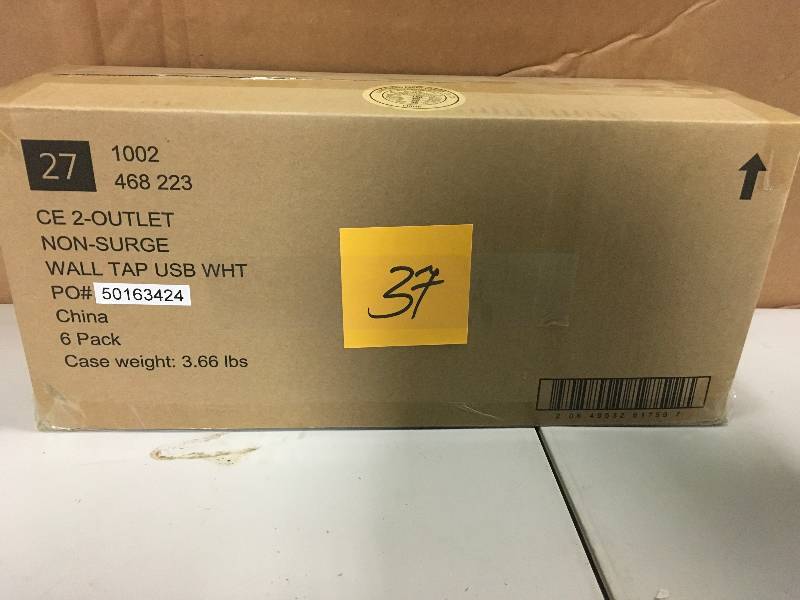 27
1002
468 223
CE 2-OUTLET
NON-SURGE
WALL TAP USB WHT
PO# 50163424
China
6 Pack
Case weight: 3.66 lbs
37